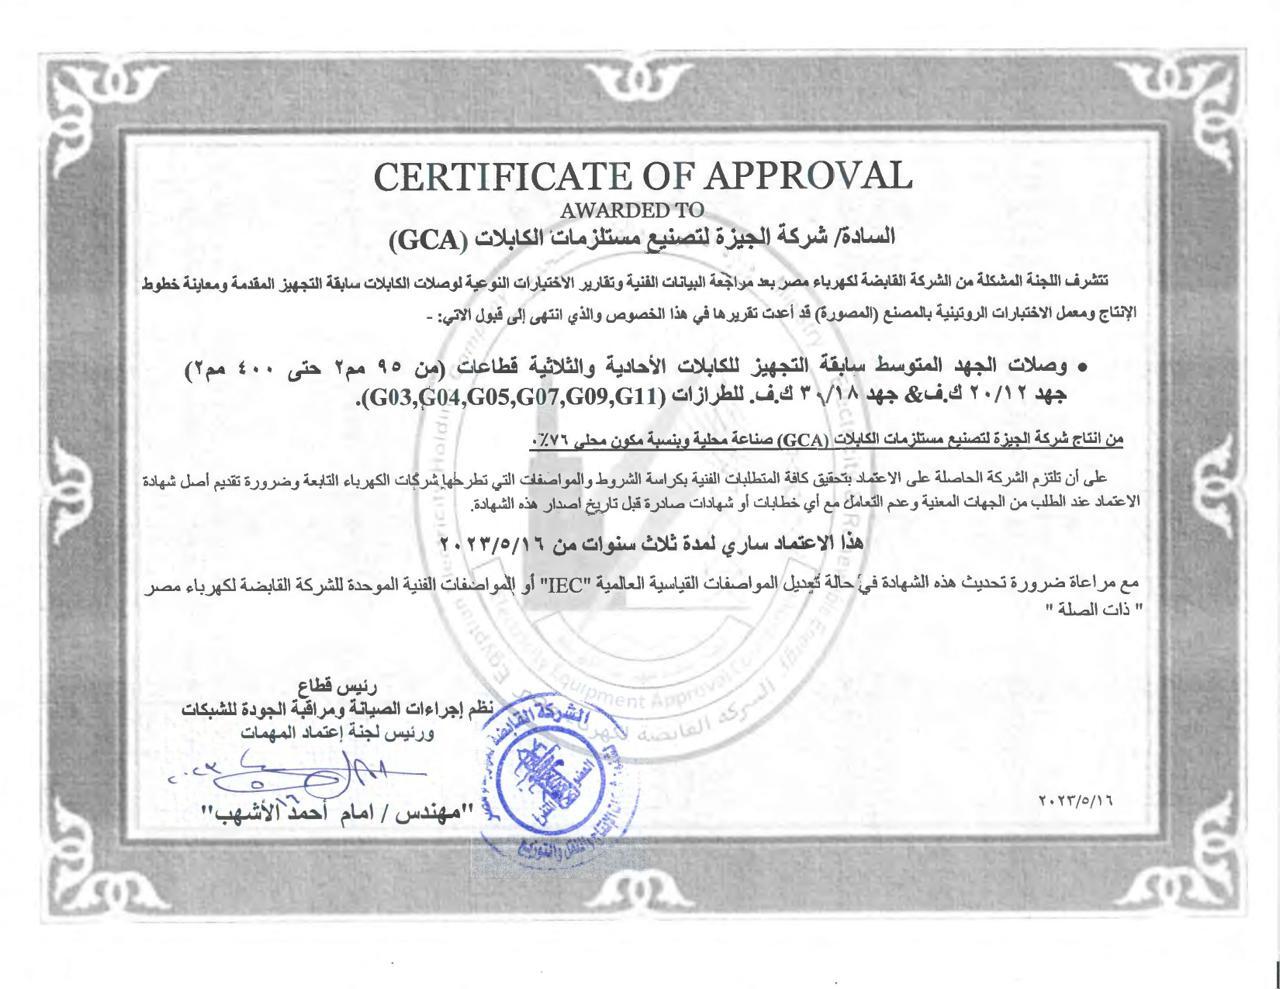 CERTIFICATE OF APPROVAL
AWARDED TO
السادة/ شركة الجيزة لتصنيع مستلزمات الكابلات (GCA)
تتشرف اللجنة المشكلة من الشركة القابضة لكهرباء مصر بعد مراجعة البيانات الفنية وتقارير الاختبارات النوعية لوصلات الكابلات سابقة التجهيز المقدمة ومعاينة خطوط
الإنتاج ومعمل الاختبارات الروتينية بالمصنع (المصورة) قد أعدت تقريرها في هذا الخصوص والذي انتهى إلى قبول الاتي: -
• وصلات الجهد المتوسط سابقة التجهيز للكابلات الأحادية والثلاثية قطاعات (من ٩٥ مم٢ حتى ٤٠٠ مم٢)
جهد ٢٠/١٢ ك.ف& جهد ٣٠/١٨ ك.ف. للطرازات (G03,G04,G05,G07,G09,G11).
من انتاج شركة الجيزة لتصنيع مستلزمات الكابلات (GCA) صناعة محلية وبنسبة مكون محلى ٧٦٪.
على أن تلتزم الشركة الحاصلة على الاعتماد بتحقيق كافة المتطلبات الفنية بكراسة الشروط والمواصفات التي تطرحها شركات الكهرباء التابعة وضرورة تقديم أصل شهادة
الاعتماد عند الطلب من الجهات المعنية وعدم التعامل مع أي خطابات أو شهادات صادرة قبل تاريخ اصدار هذه الشهادة.
هذا الاعتماد ساري لمدة ثلاث سنوات من ٢٠٢٣/٥/١٦
مع مراعاة ضرورة تحديث هذه الشهادة في حالة تعديل المواصفات القياسية العالمية "IEC" أو المواصفات الفنية الموحدة للشركة القابضة لكهرباء مصر
" ذات الصلة "
رئيس قطاع
نظم إجراءات الصيانة ومراقبة الجودة للشبكات
ورئيس لجنة إعتماد المهمات
"مهندس / امام أحمد الأشهب"
٢٠٢٣/٥/١٦
الشركة القابضة
Equipment Approval
الشركة القابضة